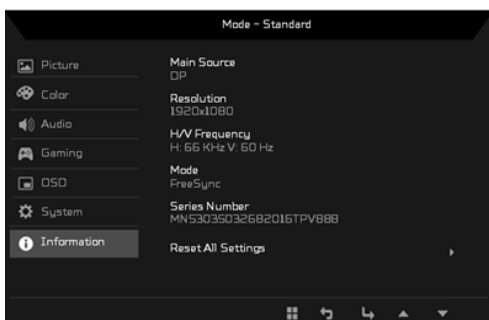 Mode - Standard
Picture
Color
Audio
Gaming
OSD
System
Information
Main Source
DP
Resolution
1920x1080
H/V Frequency
H: 66 KHz V: 60 Hz
Mode
FreeSync
Series Number
MNS3035032682016TPV888
Reset All Settings